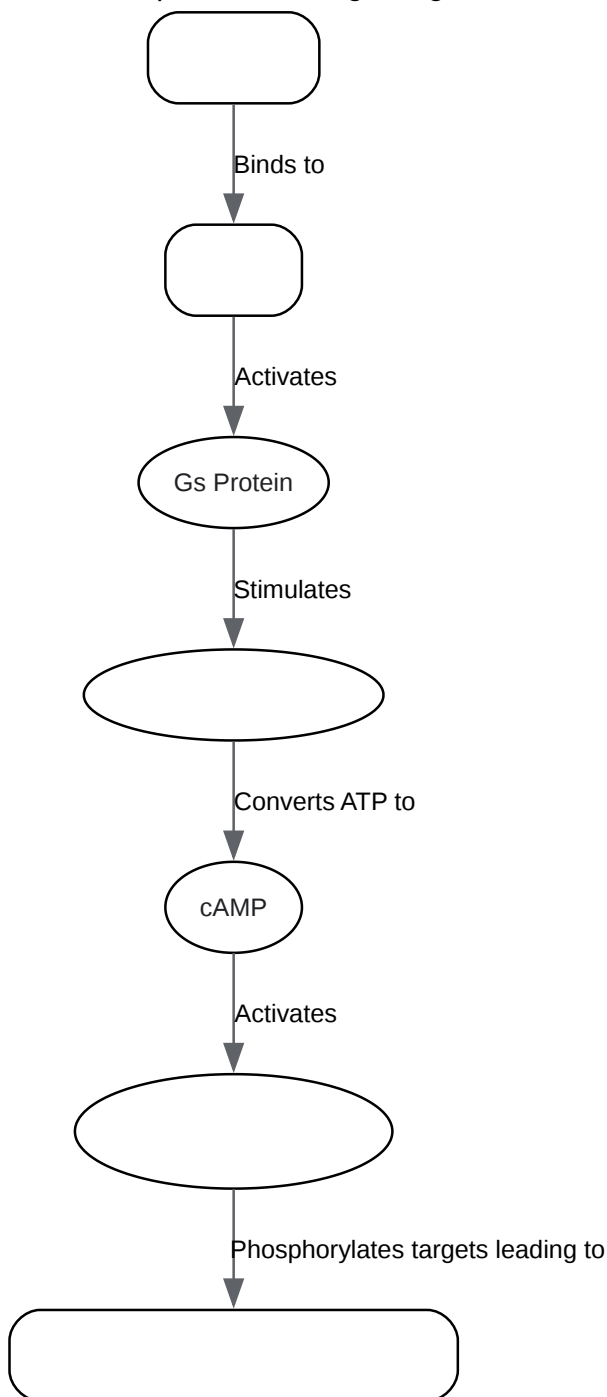 Binds to
Activates
Gs Protein
Stimulates
Converts ATP to
cAMP
Activates
Phosphorylates targets leading to